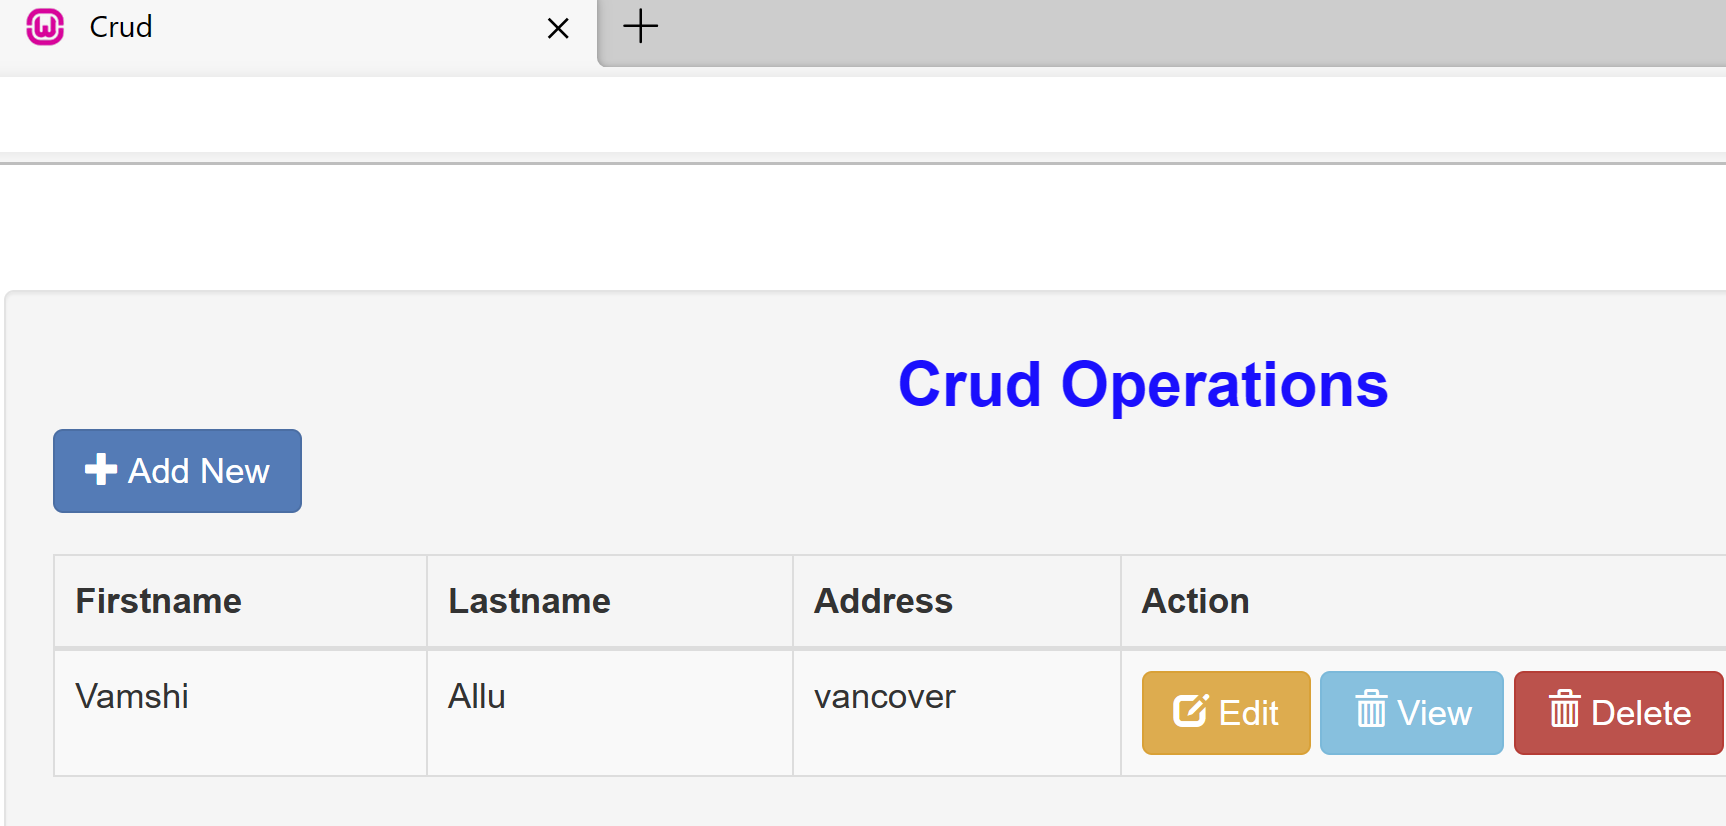 Crud
Crud Operations
Add New
Firstname Lastname Address Action
Vamshi Allu vancover Edit View Delete